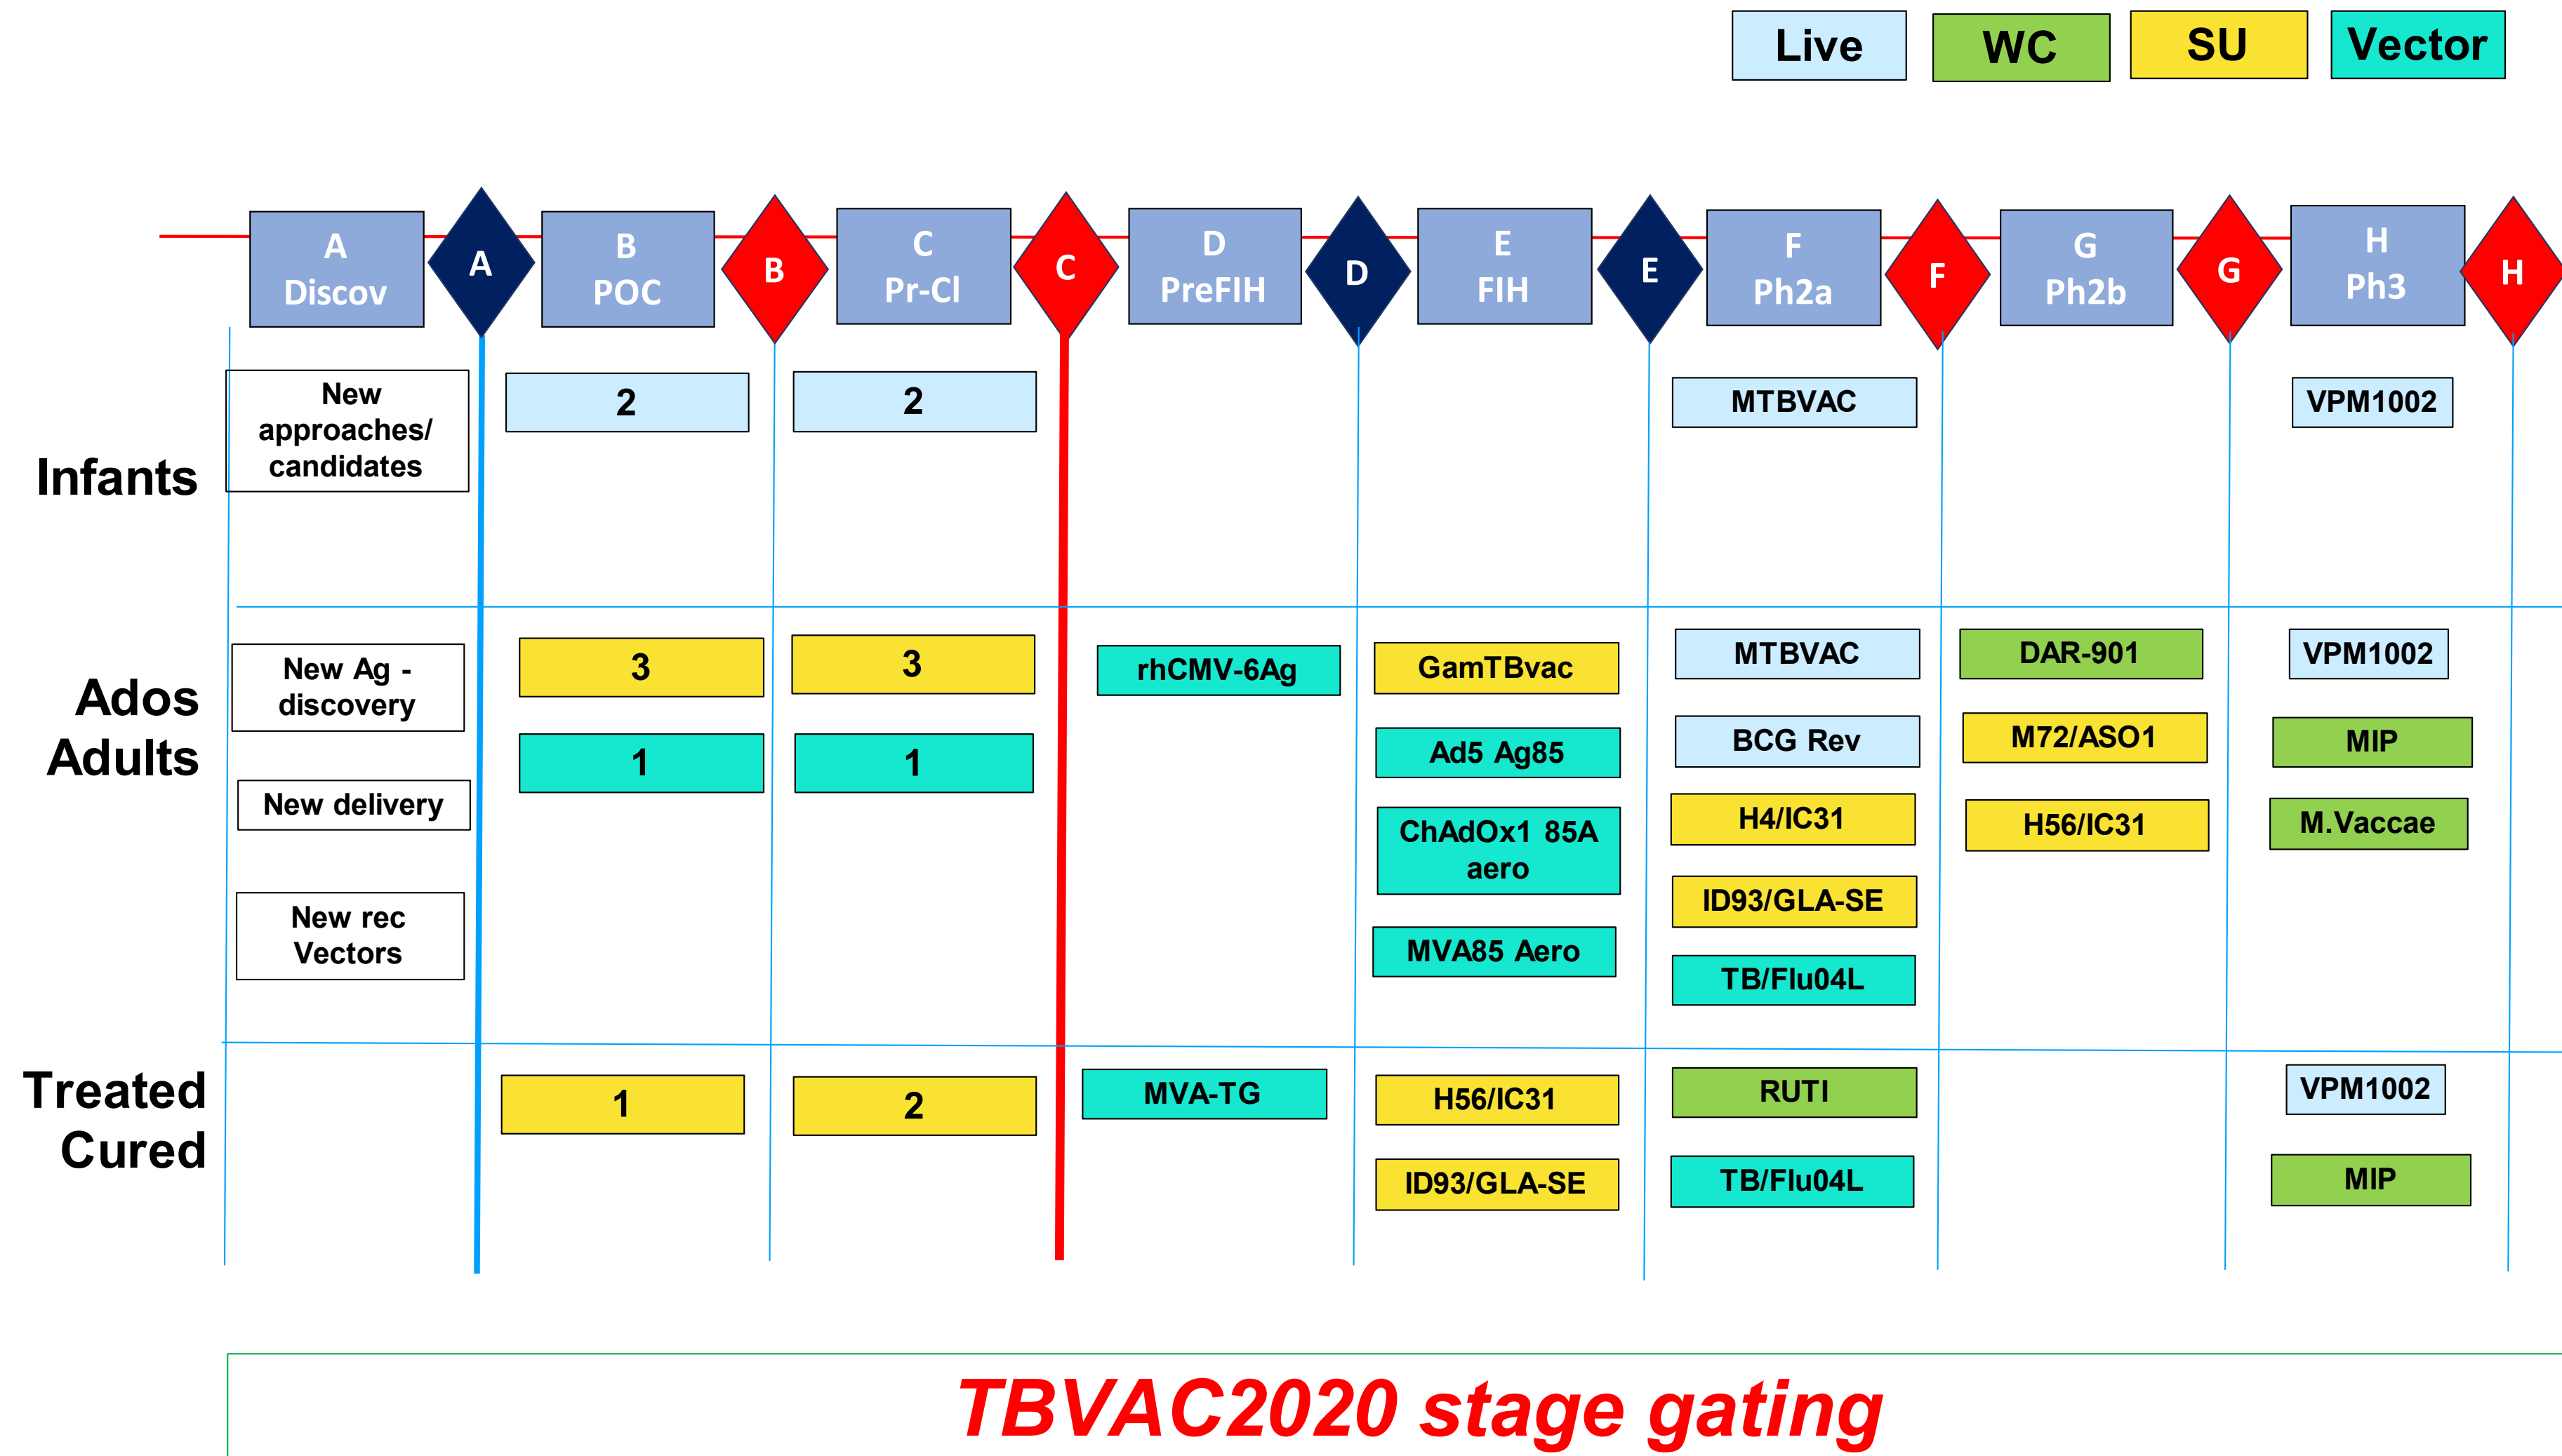 Live
WC
SU
Vector
A
Discov
A
B
POC
B
C
Pr-Cl
C
D
PreFIH
D
E
FIH
E
F
Ph2a
F
G
Ph2b
G
H
Ph3
H
Infants
New
approaches/
candidates
2
2
MTBVAC
VPM1002
Ados
Adults
New Ag -
discovery
New delivery
New rec
Vectors
3
1
3
1
rhCMV-6Ag
GamTBvac
Ad5 Ag85
ChAdOx1 85A
aero
MVA85 Aero
MTBVAC
BCG Rev
H4/IC31
ID93/GLA-SE
TB/Flu04L
DAR-901
M72/ASO1
H56/IC31
VPM1002
MIP
M.Vaccae
Treated
Cured
1
2
MVA-TG
H56/IC31
ID93/GLA-SE
RUTI
TB/Flu04L
VPM1002
MIP
TBVAC2020 stage gating